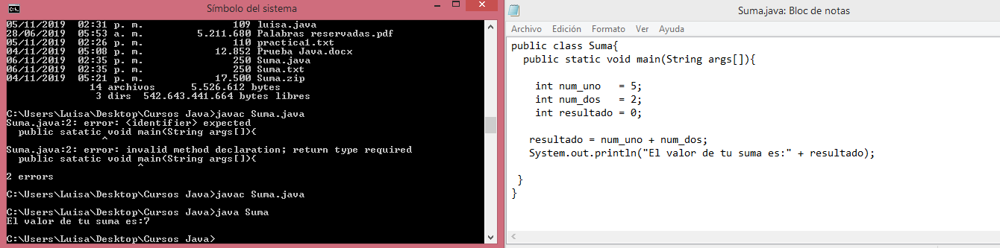 Símbolo del sistema
05/11/2019  02:31 p. m.               109 luisa.java
28/06/2019  05:53 a. m.         5.211.680 Palabras reservadas.pdf
05/11/2019  02:26 p. m.               110 practica1.txt
04/11/2019  05:08 p. m.            12.852 Prueba Java.docx
06/11/2019  02:35 p. m.               250 Suma.java
06/11/2019  02:35 p. m.               250 Suma.txt
04/11/2019  05:21 p. m.            17.500 Suma.zip
14 archivos      5.526.612 bytes
3 dirs  542.643.441.664 bytes libres
C:\Users\Luisa\Desktop\Cursos Java>javac Suma.java
Suma.java:2: error: <identifier> expected
public satatic void main(String args[]){
^
Suma.java:2: error: invalid method declaration; return type required
public satatic void main(String args[]){
^
2 errors
C:\Users\Luisa\Desktop\Cursos Java>javac Suma.java
C:\Users\Luisa\Desktop\Cursos Java>java Suma
El valor de tu suma es:7
C:\Users\Luisa\Desktop\Cursos Java>
Suma.java: Bloc de notas
Archivo Edición Formato Ver Ayuda
public class Suma{
public static void main(String args[]){
int num_uno   = 5;
int num_dos   = 2;
int resultado = 0;
resultado = num_uno + num_dos;
System.out.println("El valor de tu suma es:" + resultado);
}
}